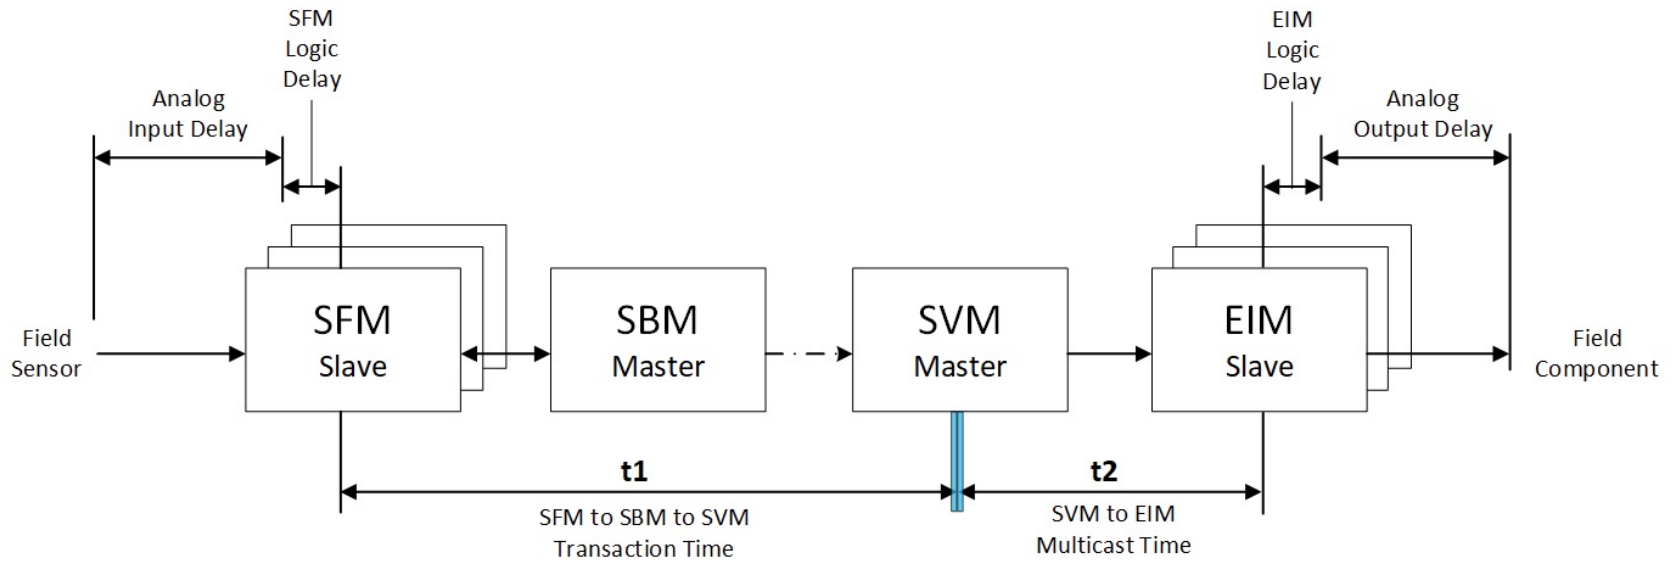 SFM
Logic
Delay
EIM
Logic
Delay
Analog
Input Delay
Analog
Output Delay
Field
Sensor
SFM
Slave
SBM
Master
SVM
Master
EIM
Slave
Field
Component
t1
SFM to SBM to SVM
Transaction Time
t2
SVM to EIM
Multicast Time